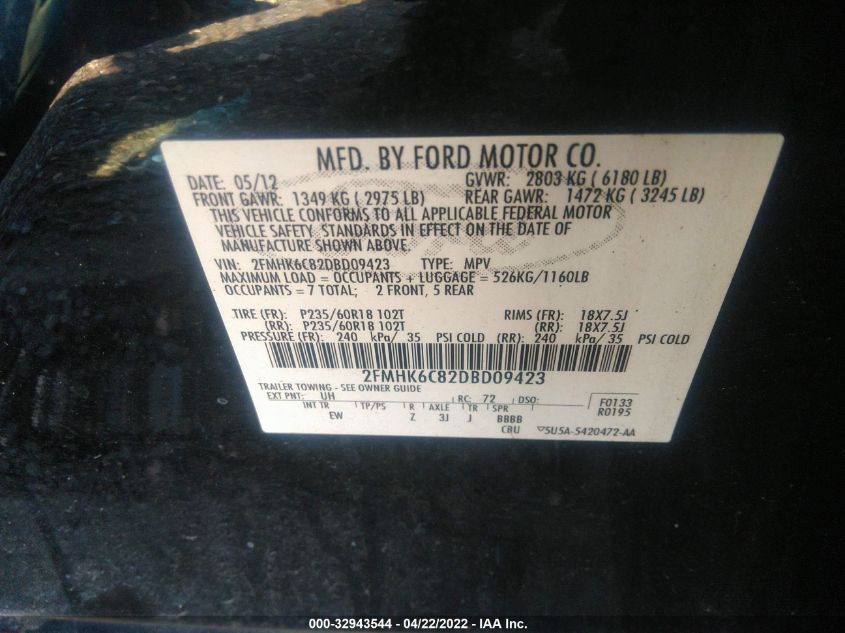 MFD. BY FORD MOTOR CO.
DATE: 05/12 GVWR: 2803 KG ( 6180 LB)
FRONT GAWR: 1349 KG ( 2975 LB) REAR GAWR: 1472 KG ( 3245 LB)
THIS VEHICLE CONFORMS TO ALL APPLICABLE FEDERAL MOTOR
VEHICLE SAFETY STANDARDS IN EFFECT ON THE DATE OF
MANUFACTURE SHOWN ABOVE.
VIN: 2FMHK6C82DBD09423 TYPE: MPV
MAXIMUM LOAD = OCCUPANTS + LUGGAGE = 526KG/1160LB
OCCUPANTS = 7 TOTAL; 2 FRONT, 5 REAR
TIRE (FR): P235/60R18 102T RIMS (FR): 18X7.5J
(RR): P235/60R18 102T (RR): 18X7.5J
PRESSURE (FR): 240 kPa/ 35 PSI COLD (RR): 240 kPa/ 35 PSI COLD
2FMHK6C82DBD09423
TRAILER TOWING - SEE OWNER GUIDE
EXT PNT: UH RC: 72 DSO: F0133
INT TR TP/PS R AXLE TR SPR R0195
EW Z 3J J BBBB
CBU 5U5A-5420472-AA
000-32943544 - 04/22/2022 - IAA Inc.